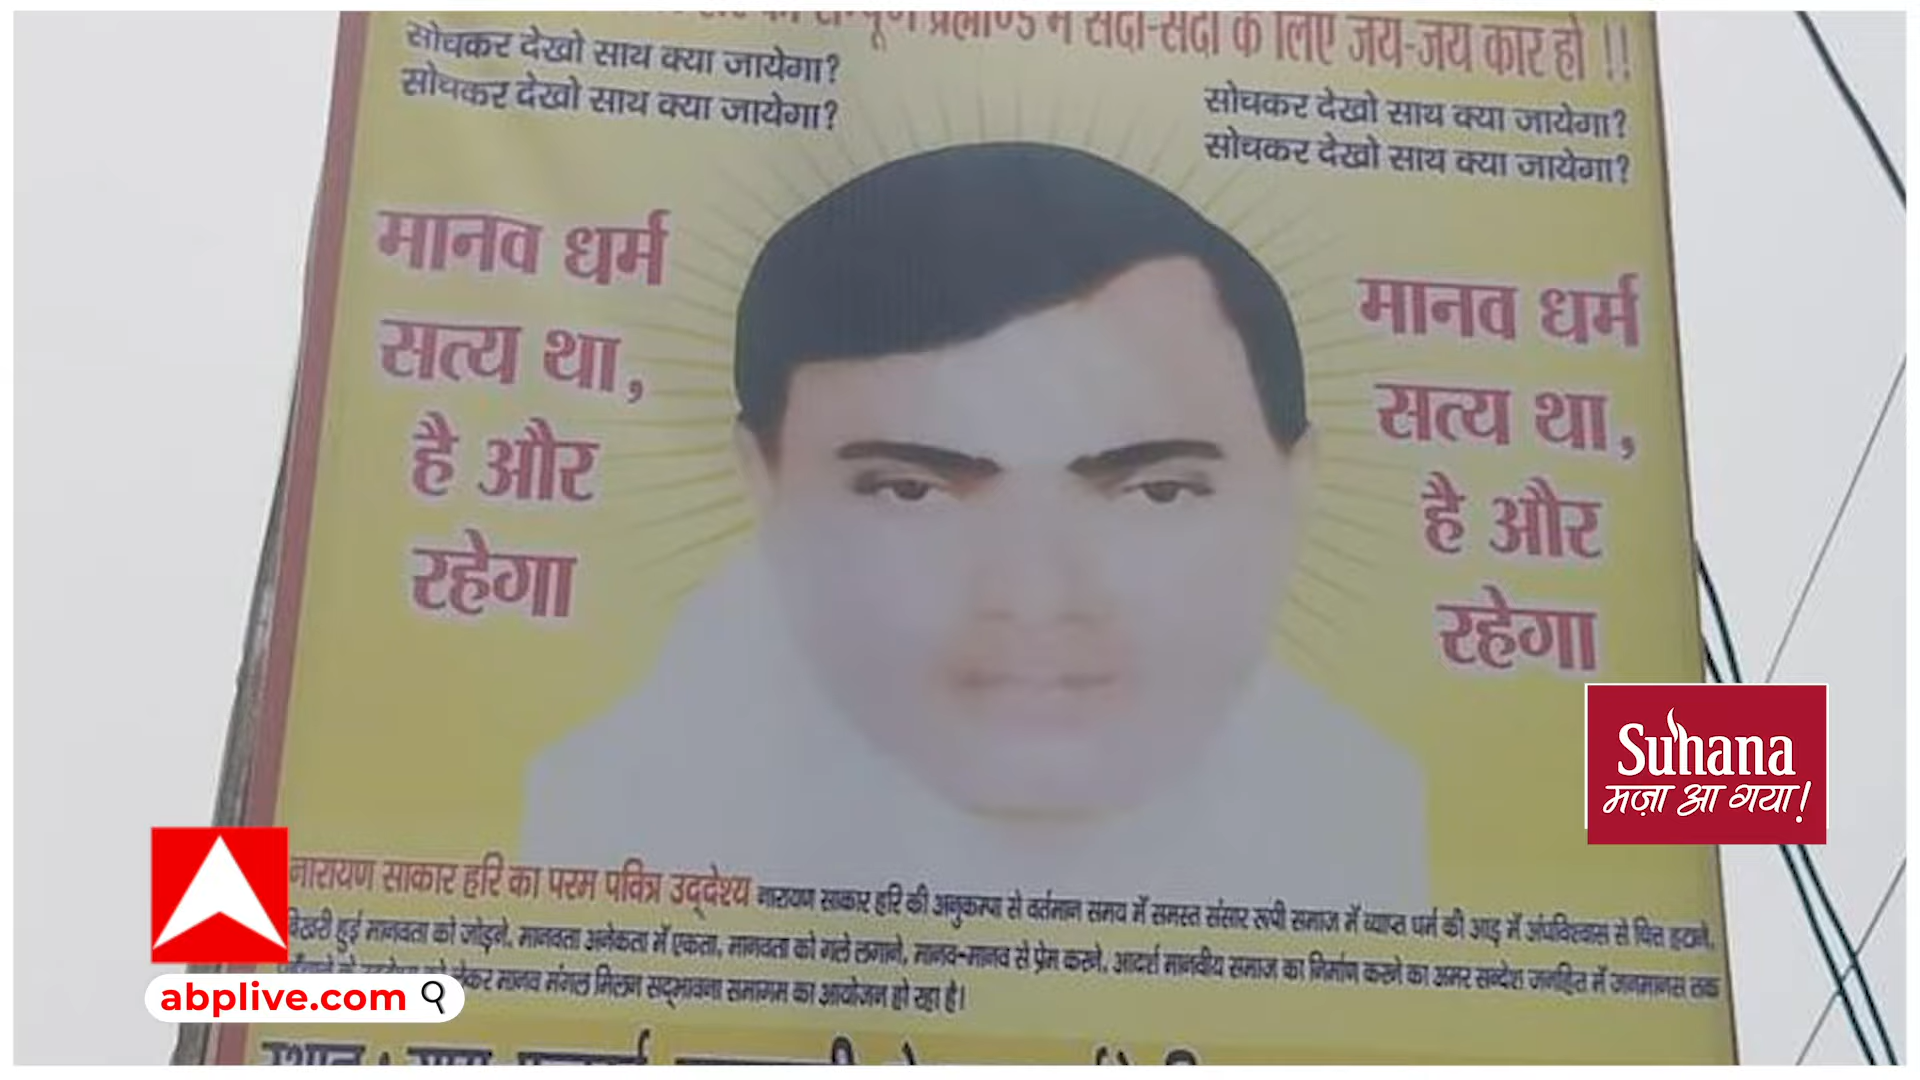 सम्पूर्ण ब्रह्माण्ड में सदा-सदा के लिए जय-जय कार हो !!
सोचकर देखो साथ क्या जायेगा?
सोचकर देखो साथ क्या जायेगा?
सोचकर देखो साथ क्या जायेगा?
सोचकर देखो साथ क्या जायेगा?
मानव धर्म
सत्य था,
है और
रहेगा
मानव धर्म
सत्य था,
है और
रहेगा
Suhana
मज़ा आ गया!
नारायण साकार हरि का परम पवित्र उद्देश्य नारायण साकार हरि की अनुकम्पा से वर्तमान समय में समस्त संसार रूपी समाज में व्याप्त धर्म की आड़ में अंधविश्वास से चित्त हटाने,
बिखरी हुई मानवता को जोड़ने, मानवता अनेकता में एकता, मानवता को गले लगाने, मानव-मानव से प्रेम करने, आदर्श मानवीय समाज का निर्माण करने का अमर सन्देश जनहित में जनमानस तक
लेकर मानव मंगल मिलन सद्भावना समागम का आयोजन हो रहा है।
abplive.com